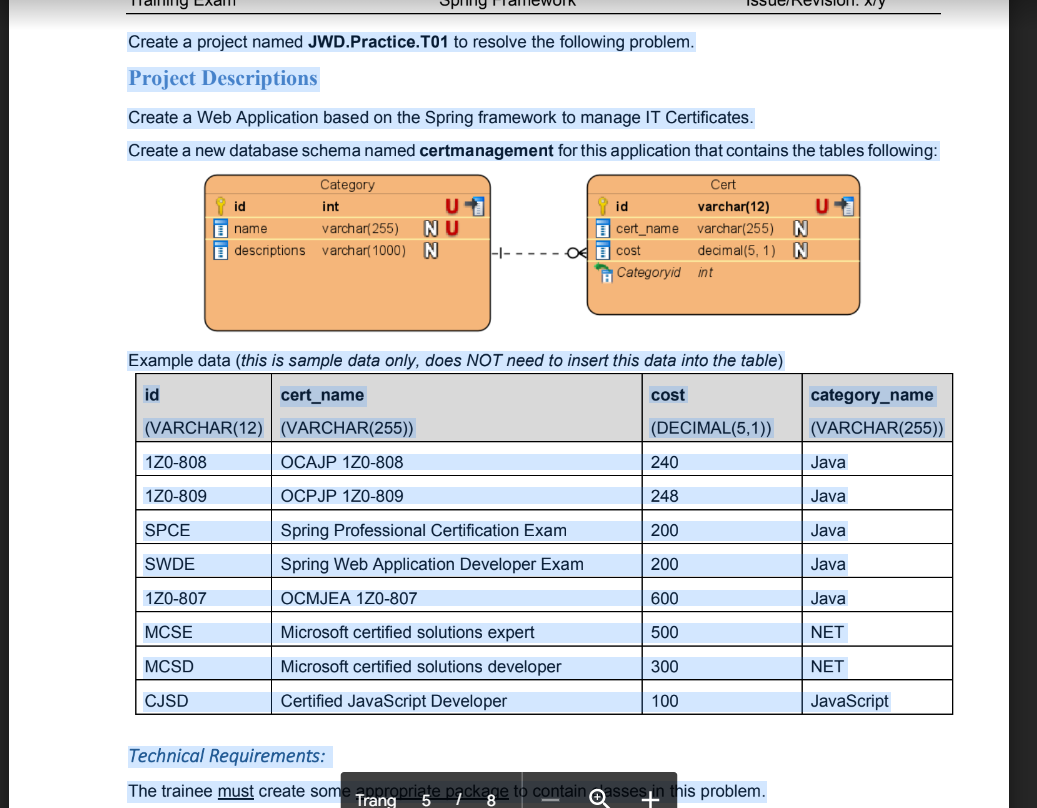 Training Exam Spring Framework Issue/Revision: x/y
Create a project named JWD.Practice.T01 to resolve the following problem.
Project Descriptions
Create a Web Application based on the Spring framework to manage IT Certificates.
Create a new database schema named certmanagement for this application that contains the tables following:
Category
id int U
name varchar(255) N U
descriptions varchar(1000) N
Cert
id varchar(12) U
cert_name varchar(255) N
cost decimal(5, 1) N
Categoryid int
Example data (this is sample data only, does NOT need to insert this data into the table)
id cert_name cost category_name
(VARCHAR(12) (VARCHAR(255)) (DECIMAL(5,1)) (VARCHAR(255))
1Z0-808 OCAJP 1Z0-808 240 Java
1Z0-809 OCPJP 1Z0-809 248 Java
SPCE Spring Professional Certification Exam 200 Java
SWDE Spring Web Application Developer Exam 200 Java
1Z0-807 OCMJEA 1Z0-807 600 Java
MCSE Microsoft certified solutions expert 500 NET
MCSD Microsoft certified solutions developer 300 NET
CJSD Certified JavaScript Developer 100 JavaScript
Technical Requirements:
The trainee must create some appropriate package to contain classes in this problem.
Trang 5 / 8